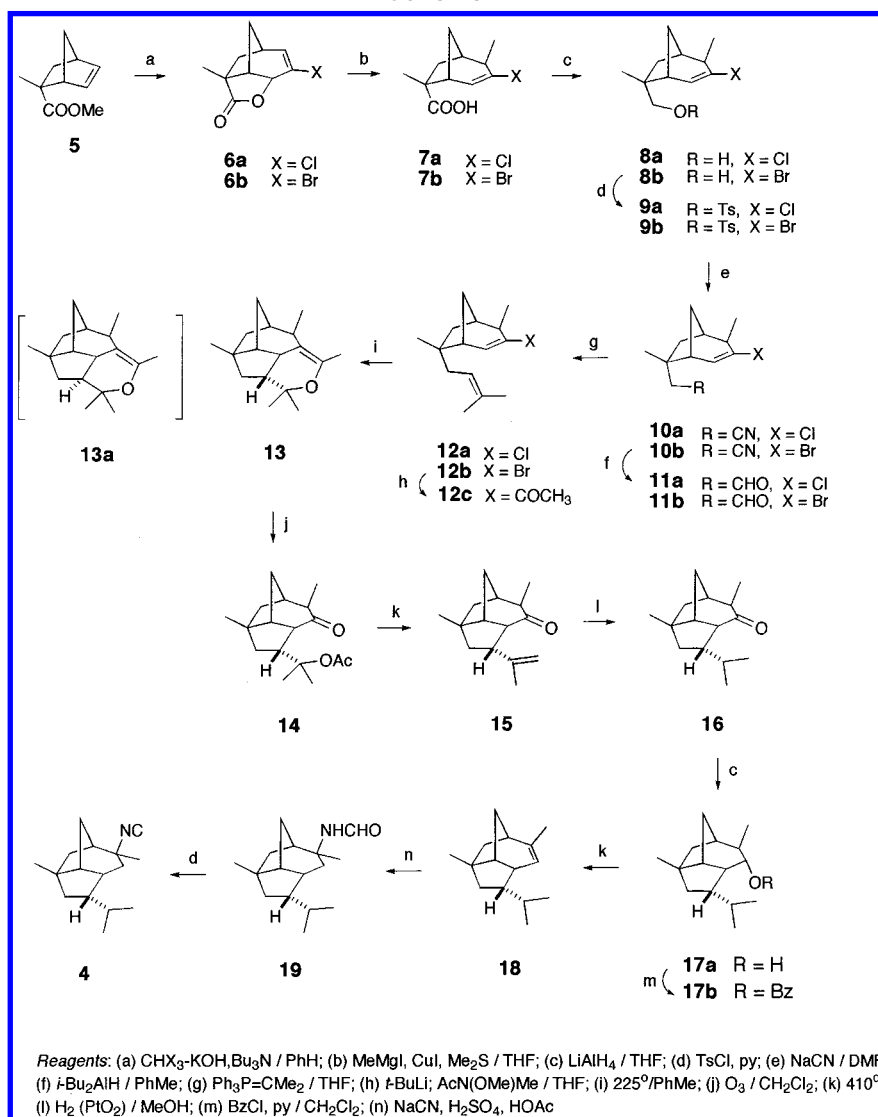 a
b
c
X
X
X
COOMe
O
O
COOH
OR
5
6a X = Cl
6b X = Br
7a X = Cl
7b X = Br
8a R = H, X = Cl
8b R = H, X = Br
d
9a R = Ts, X = Cl
9b R = Ts, X = Br
e
g
i
O
H
O
H
X
X
R
13a
13
12a X = Cl
12b X = Br
h
12c X = COCH3
10a R = CN, X = Cl
10b R = CN, X = Br
f
11a R = CHO, X = Cl
11b R = CHO, X = Br
j
k
l
O
O
O
H
OAc
H
H
14
15
16
c
NC
NHCHO
d
n
k
OR
H
H
H
H
4
19
18
17a R = H
m
17b R = Bz
Reagents: (a) CHX3-KOH,Bu3N / PhH; (b) MeMgI, CuI, Me2S / THF; (c) LiAlH4 / THF; (d) TsCl, py; (e) NaCN / DMF
(f) i-Bu2AlH / PhMe; (g) Ph3P=CMe2 / THF; (h) t-BuLi; AcN(OMe)Me / THF; (i) 225°/PhMe; (j) O3 / CH2Cl2; (k) 410°
(l) H2 (PtO2) / MeOH; (m) BzCl, py / CH2Cl2; (n) NaCN, H2SO4, HOAc